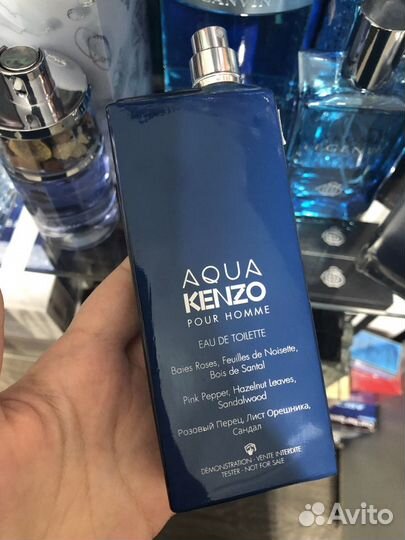 AQUA
KENZO
POUR HOMME
EAU DE TOILETTE
Baies Roses, Feuilles de Noisette,
Bois de Santal
Pink Pepper, Hazelnut Leaves,
Sandalwood
Розовый Перец, Лист Орешника,
Сандал
DÉMONSTRATION - VENTE INTERDITE
TESTER - NOT FOR SALE
Avito